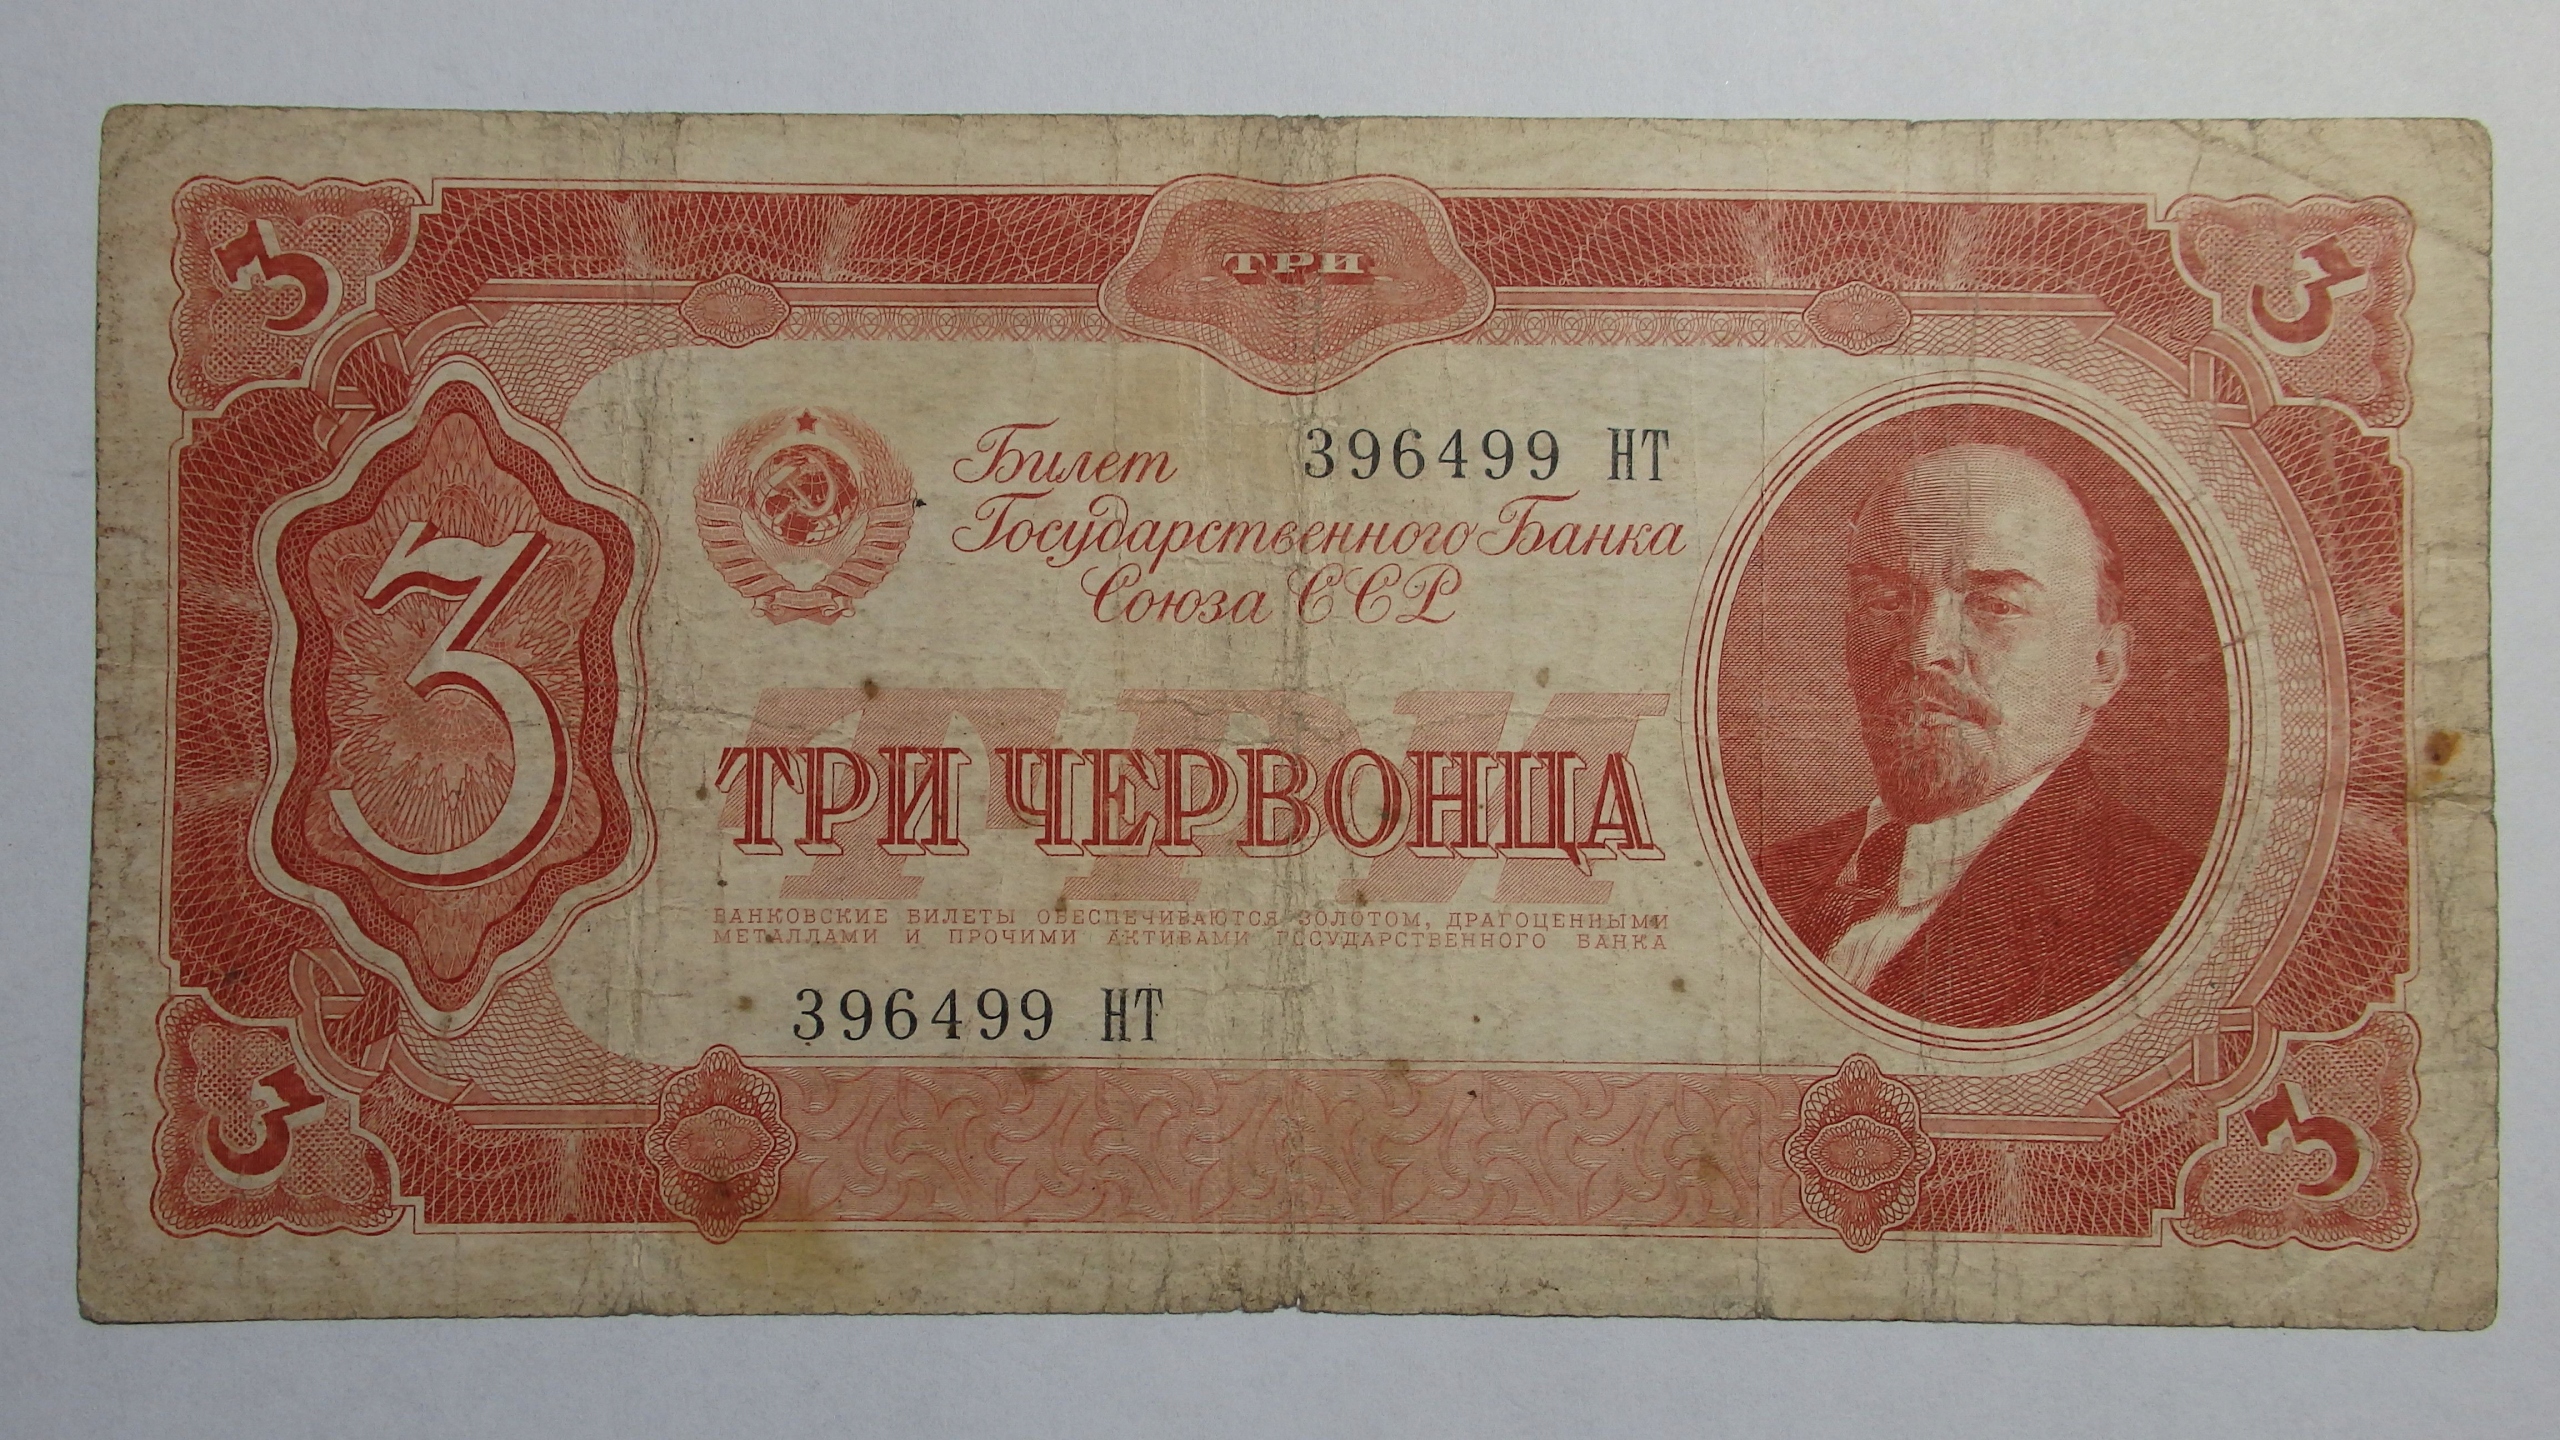 3 ТРИ 3
Билет 396499 НТ
Государственного Банка
Союза ССР
3
ТРИ
ТРИ ЧЕРВОНЦА
БАНКОВСКИЕ БИЛЕТЫ ОБЕСПЕЧИВАЮТСЯ ЗОЛОТОМ, ДРАГОЦЕННЫМИ
МЕТАЛЛАМИ И ПРОЧИМИ АКТИВАМИ ГОСУДАРСТВЕННОГО БАНКА
396499 НТ
3 3